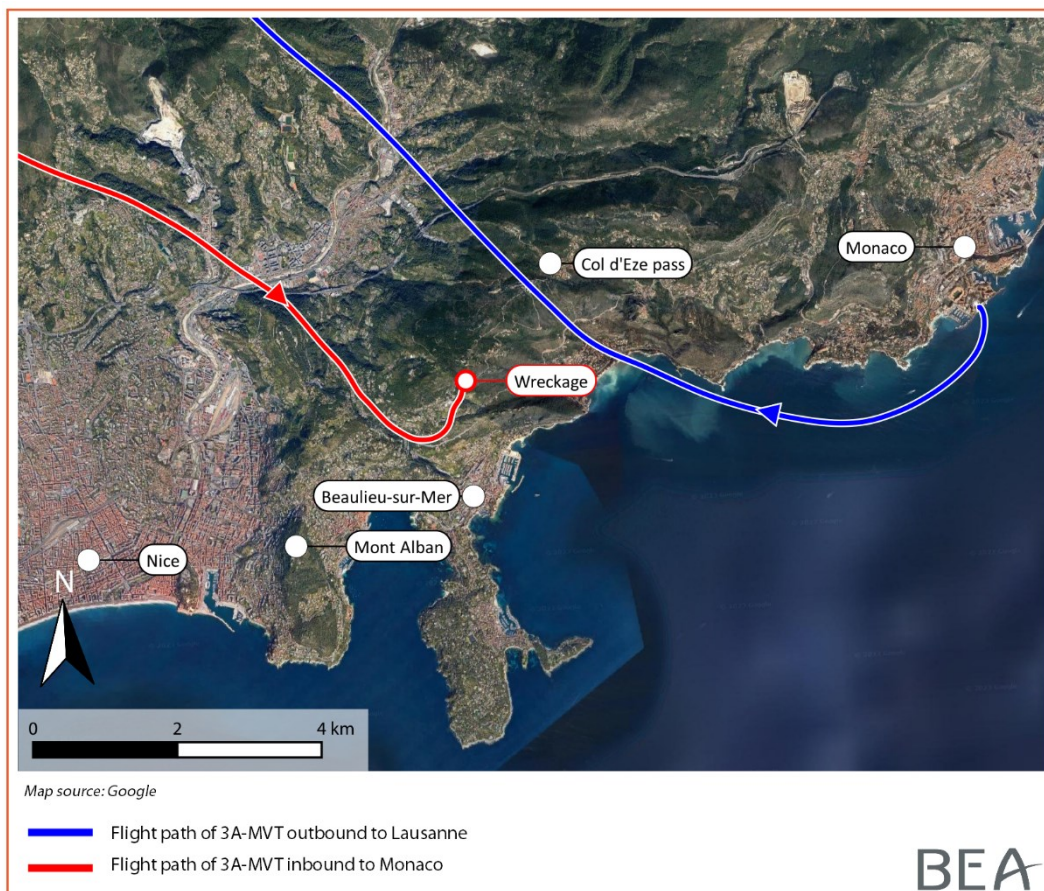 Col d'Eze pass
Monaco
Wreckage
Beaulieu-sur-Mer
Mont Alban
Nice
N
0 2 4 km
Map source: Google
Flight path of 3A-MVT outbound to Lausanne
Flight path of 3A-MVT inbound to Monaco
BEA